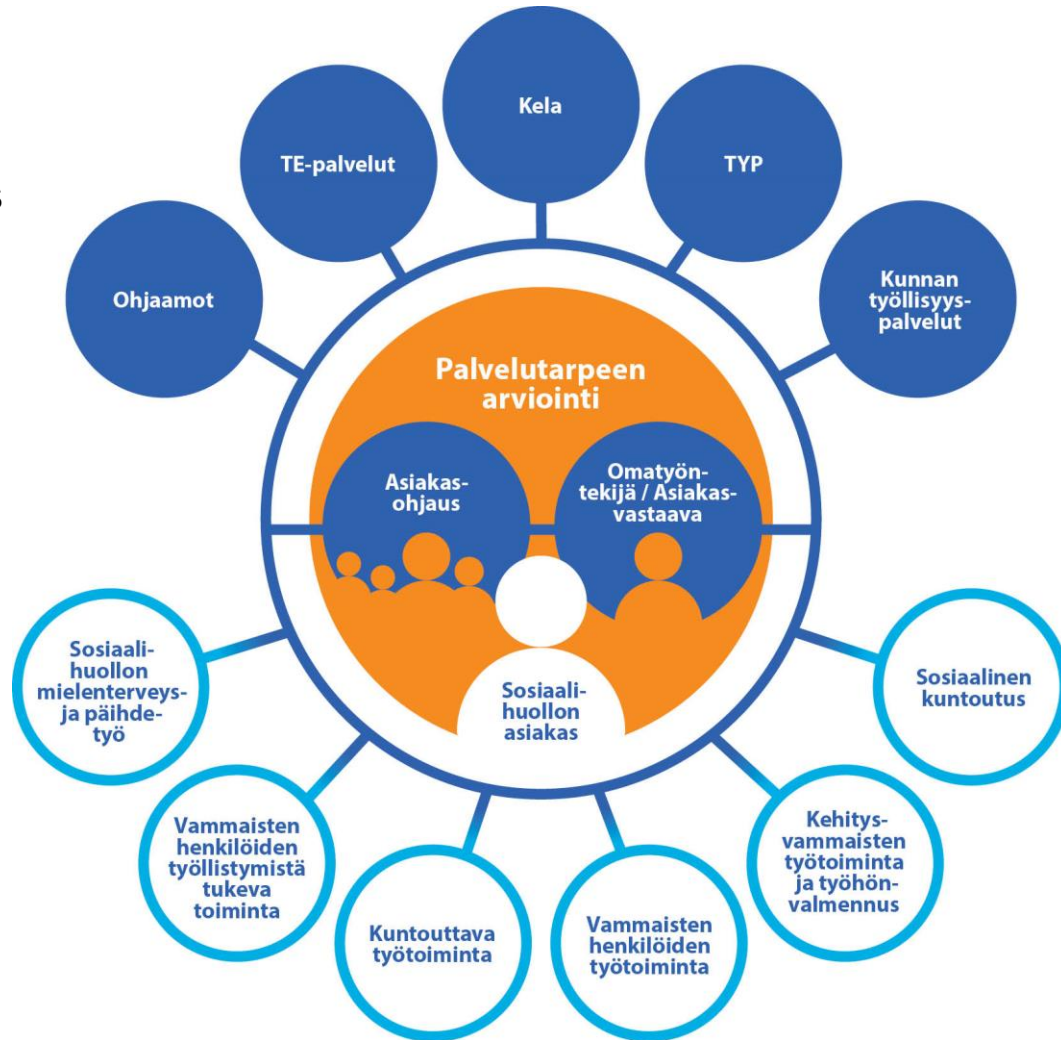 Kela
TE-palvelut
TYP
Ohjaamot
Kunnan
työllisyys-
palvelut
Palvelutarpeen
arviointi
Asiakas-
ohjaus
Omatyön-
tekijä / Asiakas-
vastaava
Sosiaali-
huollon
asiakas
Sosiaali-
huollon
mielenterveys-
ja päihde-
työ
Sosiaalinen
kuntoutus
Vammaisten
henkilöiden
työllistymistä
tukeva
toiminta
Kehitys-
vammaisten
työtoiminta
ja työhön-
valmennus
Kuntouttava
työtoiminta
Vammaisten
henkilöiden
työtoiminta